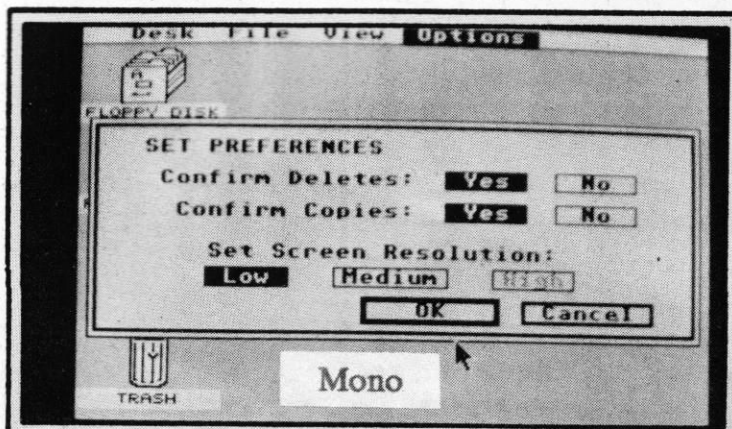 Desk File View Options
A
FLOPPY DISK
SET PREFERENCES
Confirm Deletes: Yes No
Confirm Copies: Yes No
Set Screen Resolution:
Low Medium High
OK Cancel
TRASH
Mono